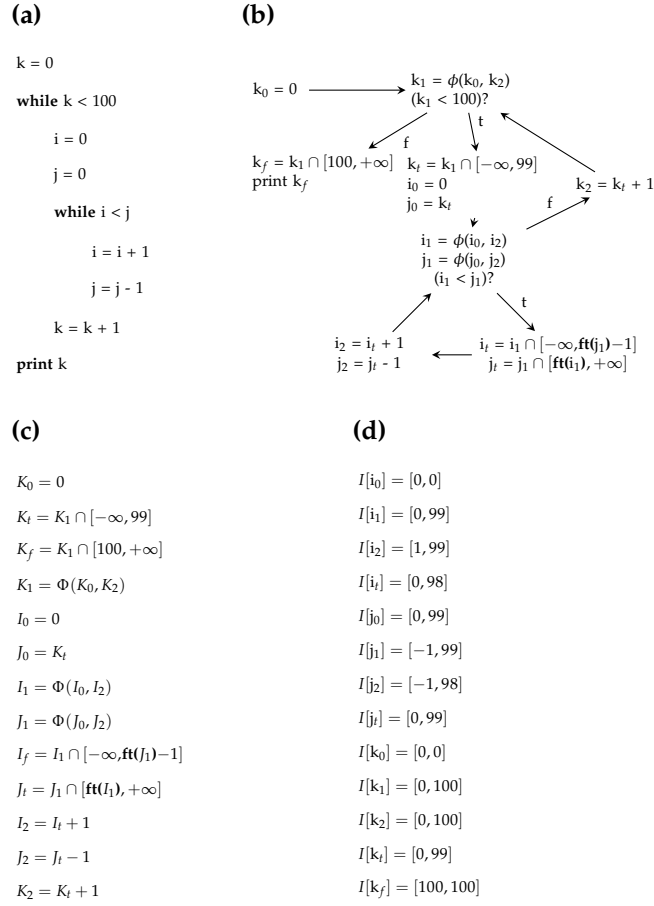 (a)
k = 0
while k < 100
i = 0
j = 0
while i < j
i = i + 1
j = j - 1
k = k + 1
print k
(b)
k₀ = 0
k₁ = ϕ(k₀, k₂)
(k₁ < 100)?
f
t
k_f = k₁ ∩ [100, +∞]
print k_f
k_t = k₁ ∩ [−∞, 99]
i₀ = 0
j₀ = k_t
k₂ = k_t + 1
f
i₁ = ϕ(i₀, i₂)
j₁ = ϕ(j₀, j₂)
(i₁ < j₁)?
t
i₂ = i_t + 1
j₂ = j_t - 1
i_t = i₁ ∩ [−∞,ft(j₁)−1]
j_t = j₁ ∩ [ft(i₁), +∞]
(c)
K₀ = 0
K_t = K₁ ∩ [−∞, 99]
K_f = K₁ ∩ [100, +∞]
K₁ = Φ(K₀, K₂)
I₀ = 0
J₀ = K_t
I₁ = Φ(I₀, I₂)
J₁ = Φ(J₀, J₂)
I_f = I₁ ∩ [−∞,ft(J₁)−1]
J_t = J₁ ∩ [ft(I₁), +∞]
I₂ = I_t + 1
J₂ = J_t − 1
K₂ = K_t + 1
(d)
I[i₀] = [0, 0]
I[i₁] = [0, 99]
I[i₂] = [1, 99]
I[i_t] = [0, 98]
I[j₀] = [0, 99]
I[j₁] = [−1, 99]
I[j₂] = [−1, 98]
I[j_t] = [0, 99]
I[k₀] = [0, 0]
I[k₁] = [0, 100]
I[k₂] = [0, 100]
I[k_t] = [0, 99]
I[k_f] = [100, 100]